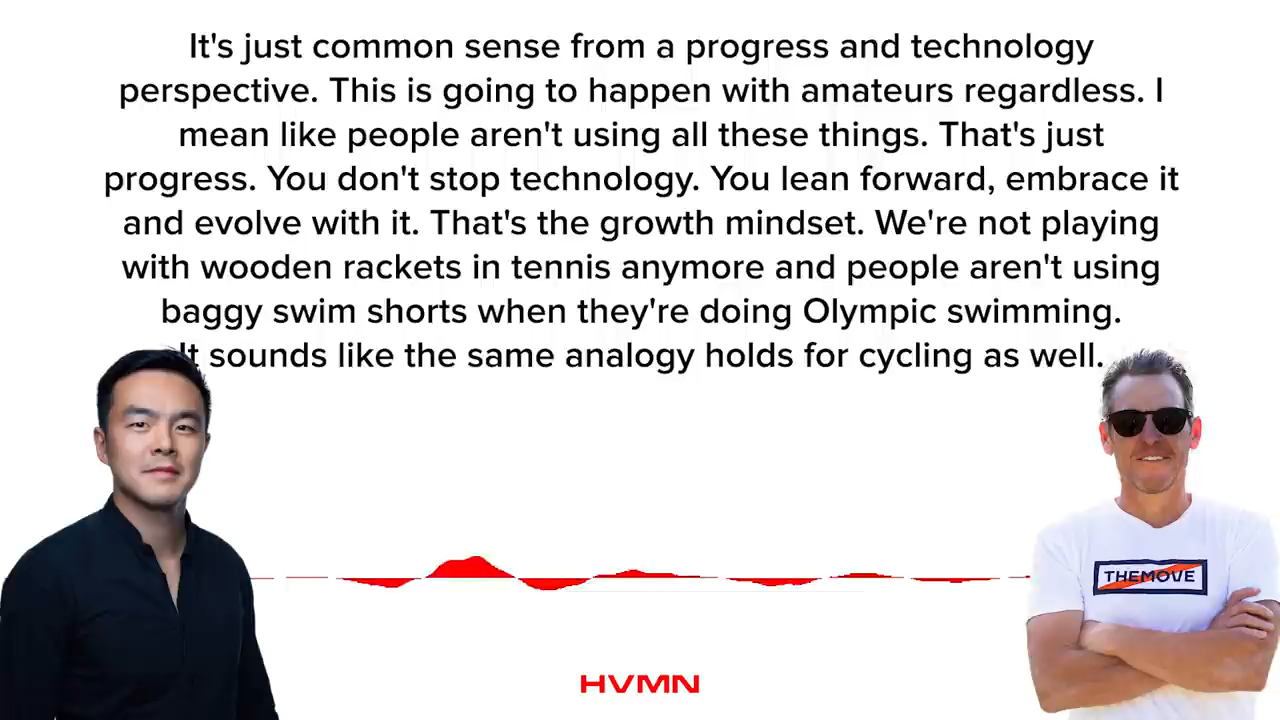 It's just common sense from a progress and technology
perspective. This is going to happen with amateurs regardless. I
mean like people aren't using all these things. That's just
progress. You don't stop technology. You lean forward, embrace it
and evolve with it. That's the growth mindset. We're not playing
with wooden rackets in tennis anymore and people aren't using
baggy swim shorts when they're doing Olympic swimming.
It sounds like the same analogy holds for cycling as well.
THEMOVE
HVMN